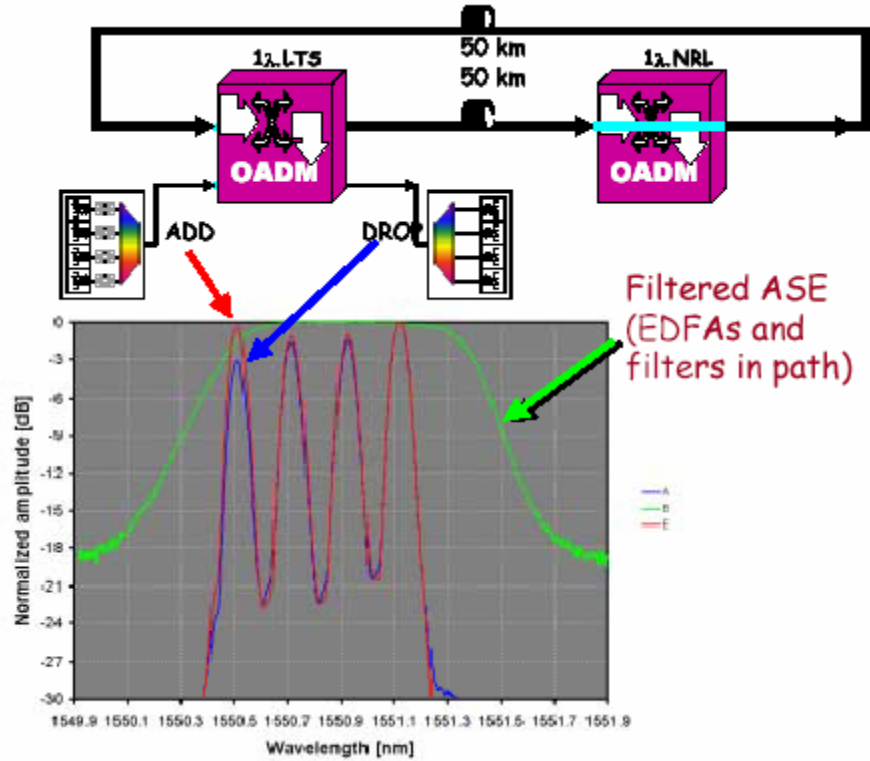 50 km
50 km
1λ.LTS
1λ.NRL
OADM
OADM
ADD
DROP
Filtered ASE
(EDFAs and
filters in path)
0
-3
-6
-9
-12
-15
-18
-21
-24
-27
-30
Normalized amplitude [dB]
A
B
E
1549.9 1550.1 1550.3 1550.5 1550.7 1550.9 1551.1 1551.3 1551.5 1551.7 1551.9
Wavelength [nm]